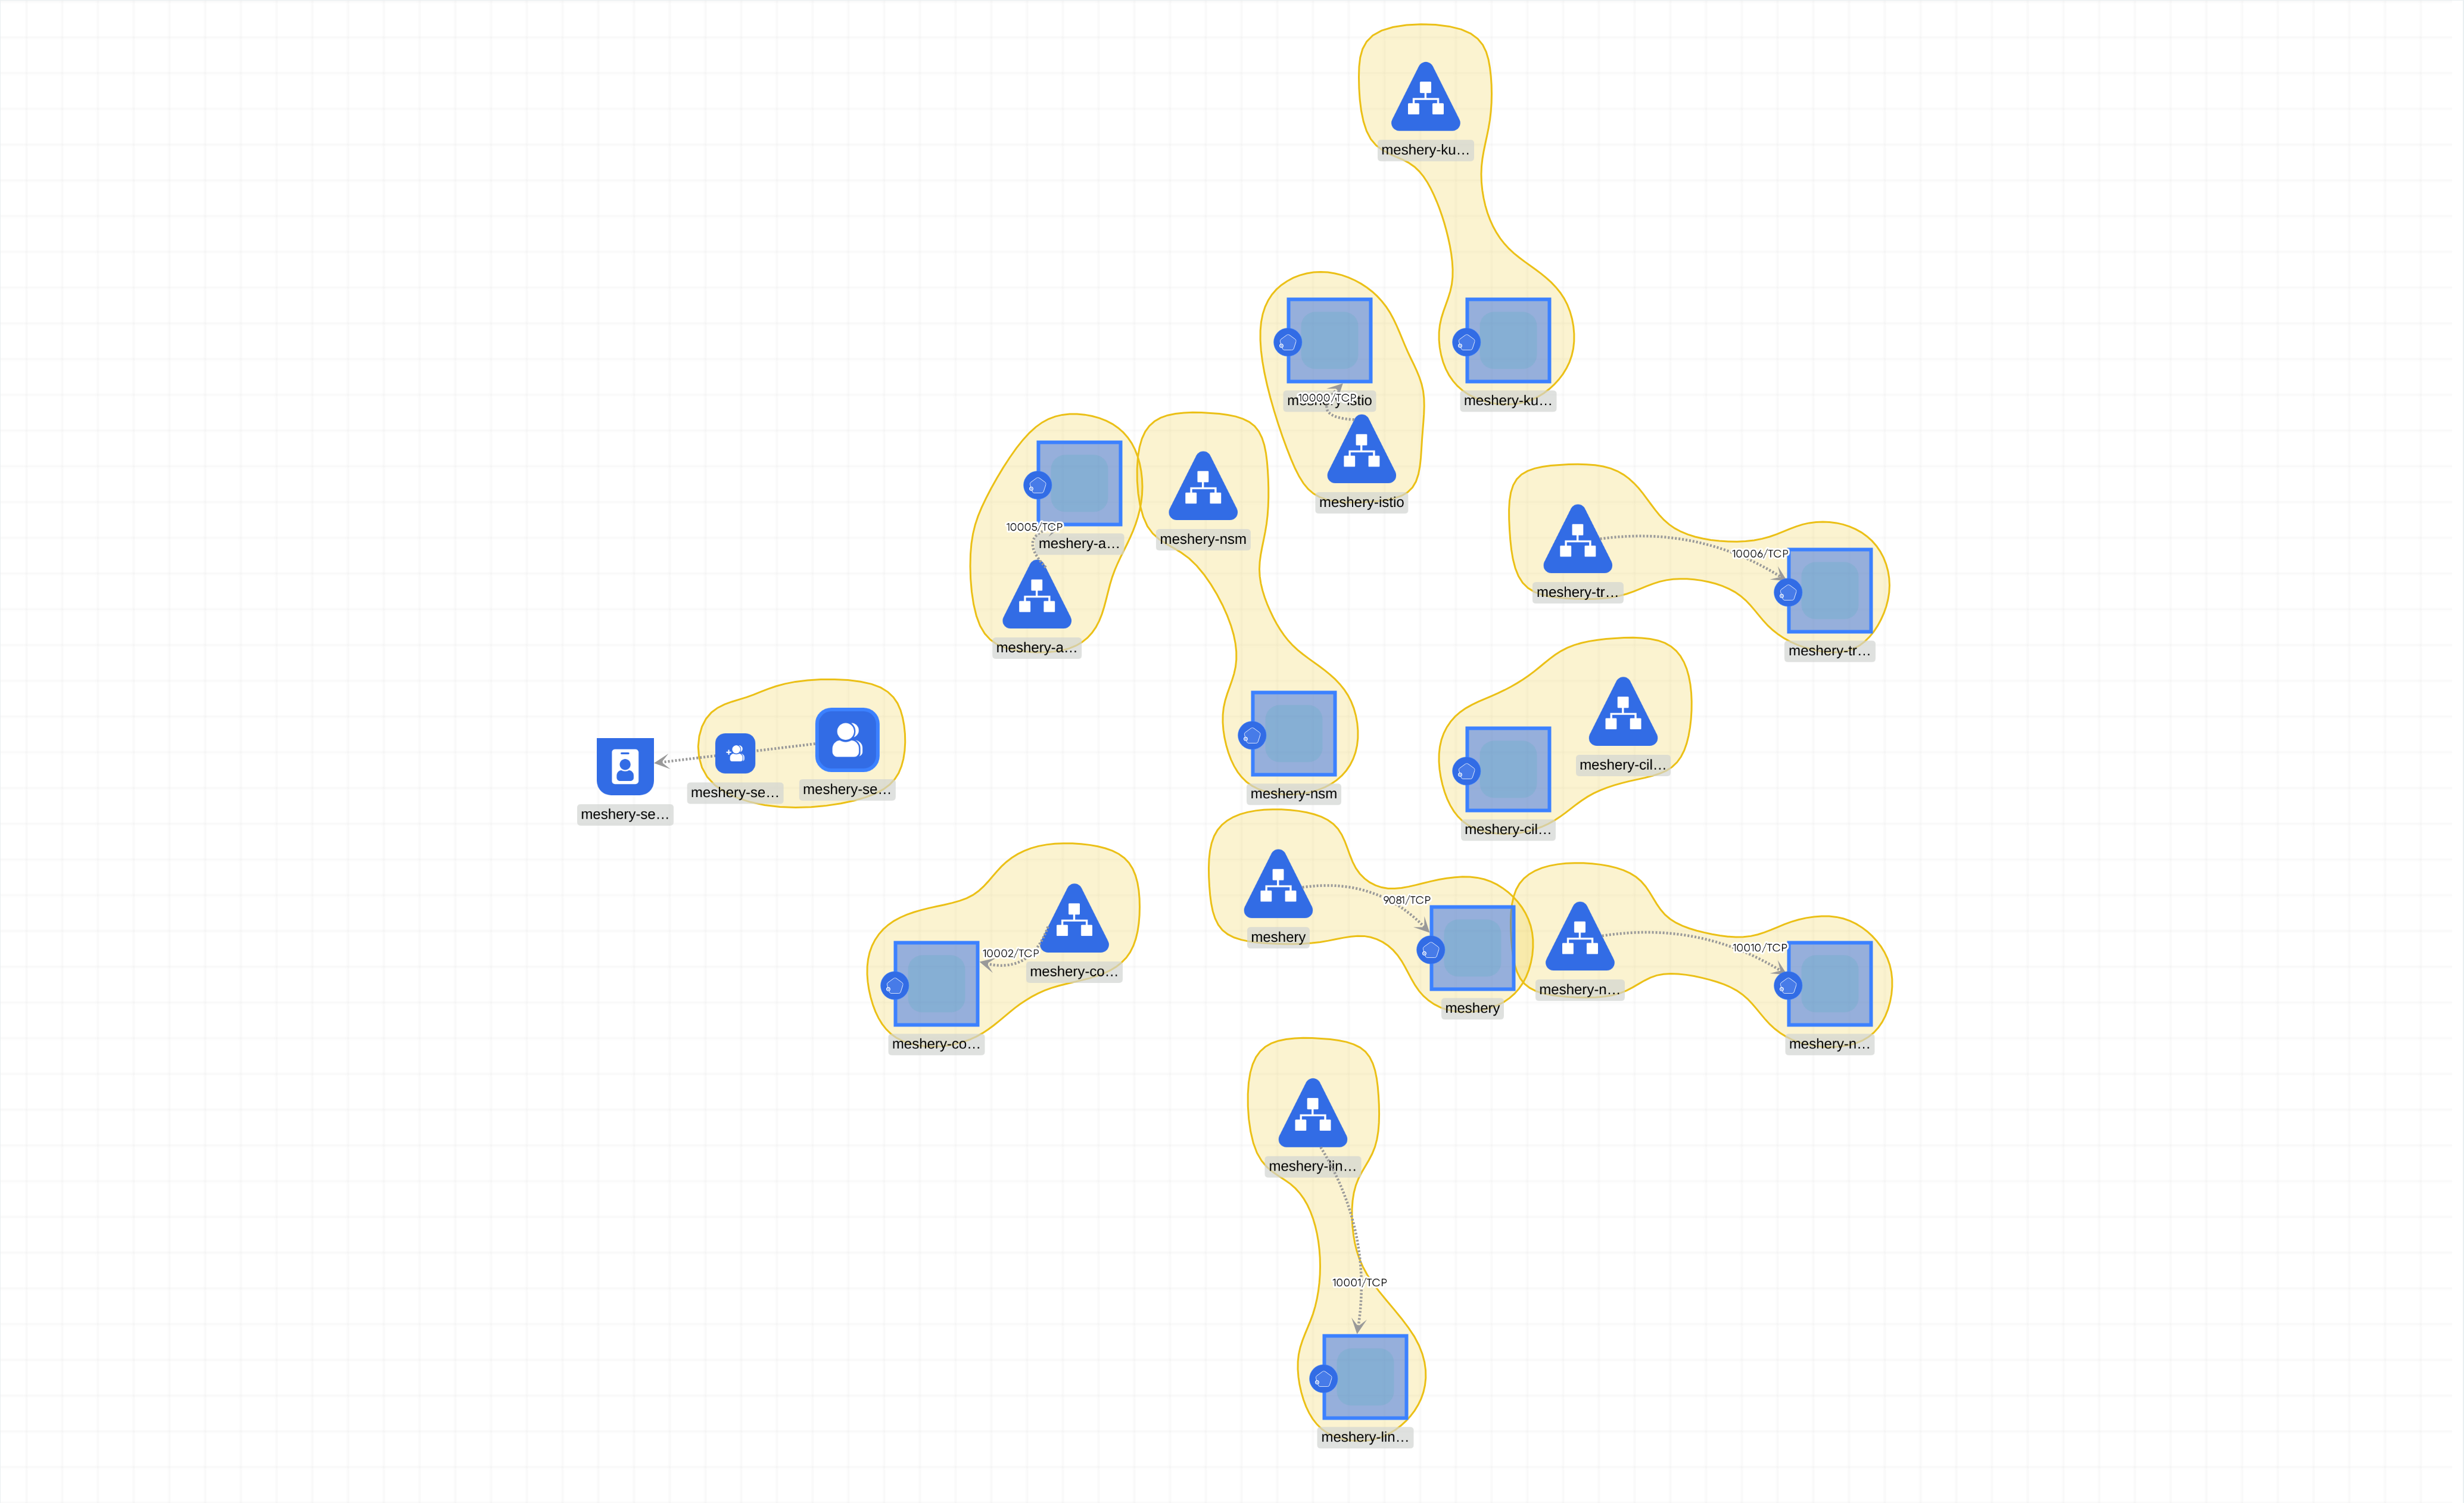 meshery-ku…
meshery-istio
10000/TCP
meshery-ku…
meshery-istio
10005/TCP
meshery-a…
meshery-nsm
meshery-a…
10006/TCP
meshery-tr…
meshery-tr…
meshery-se…
meshery-se…
meshery-se…
meshery-nsm
meshery-cil…
meshery-cil…
10002/TCP
meshery-co…
meshery-co…
9081/TCP
meshery
meshery
10010/TCP
meshery-n…
meshery-n…
meshery-lin…
10001/TCP
meshery-lin…